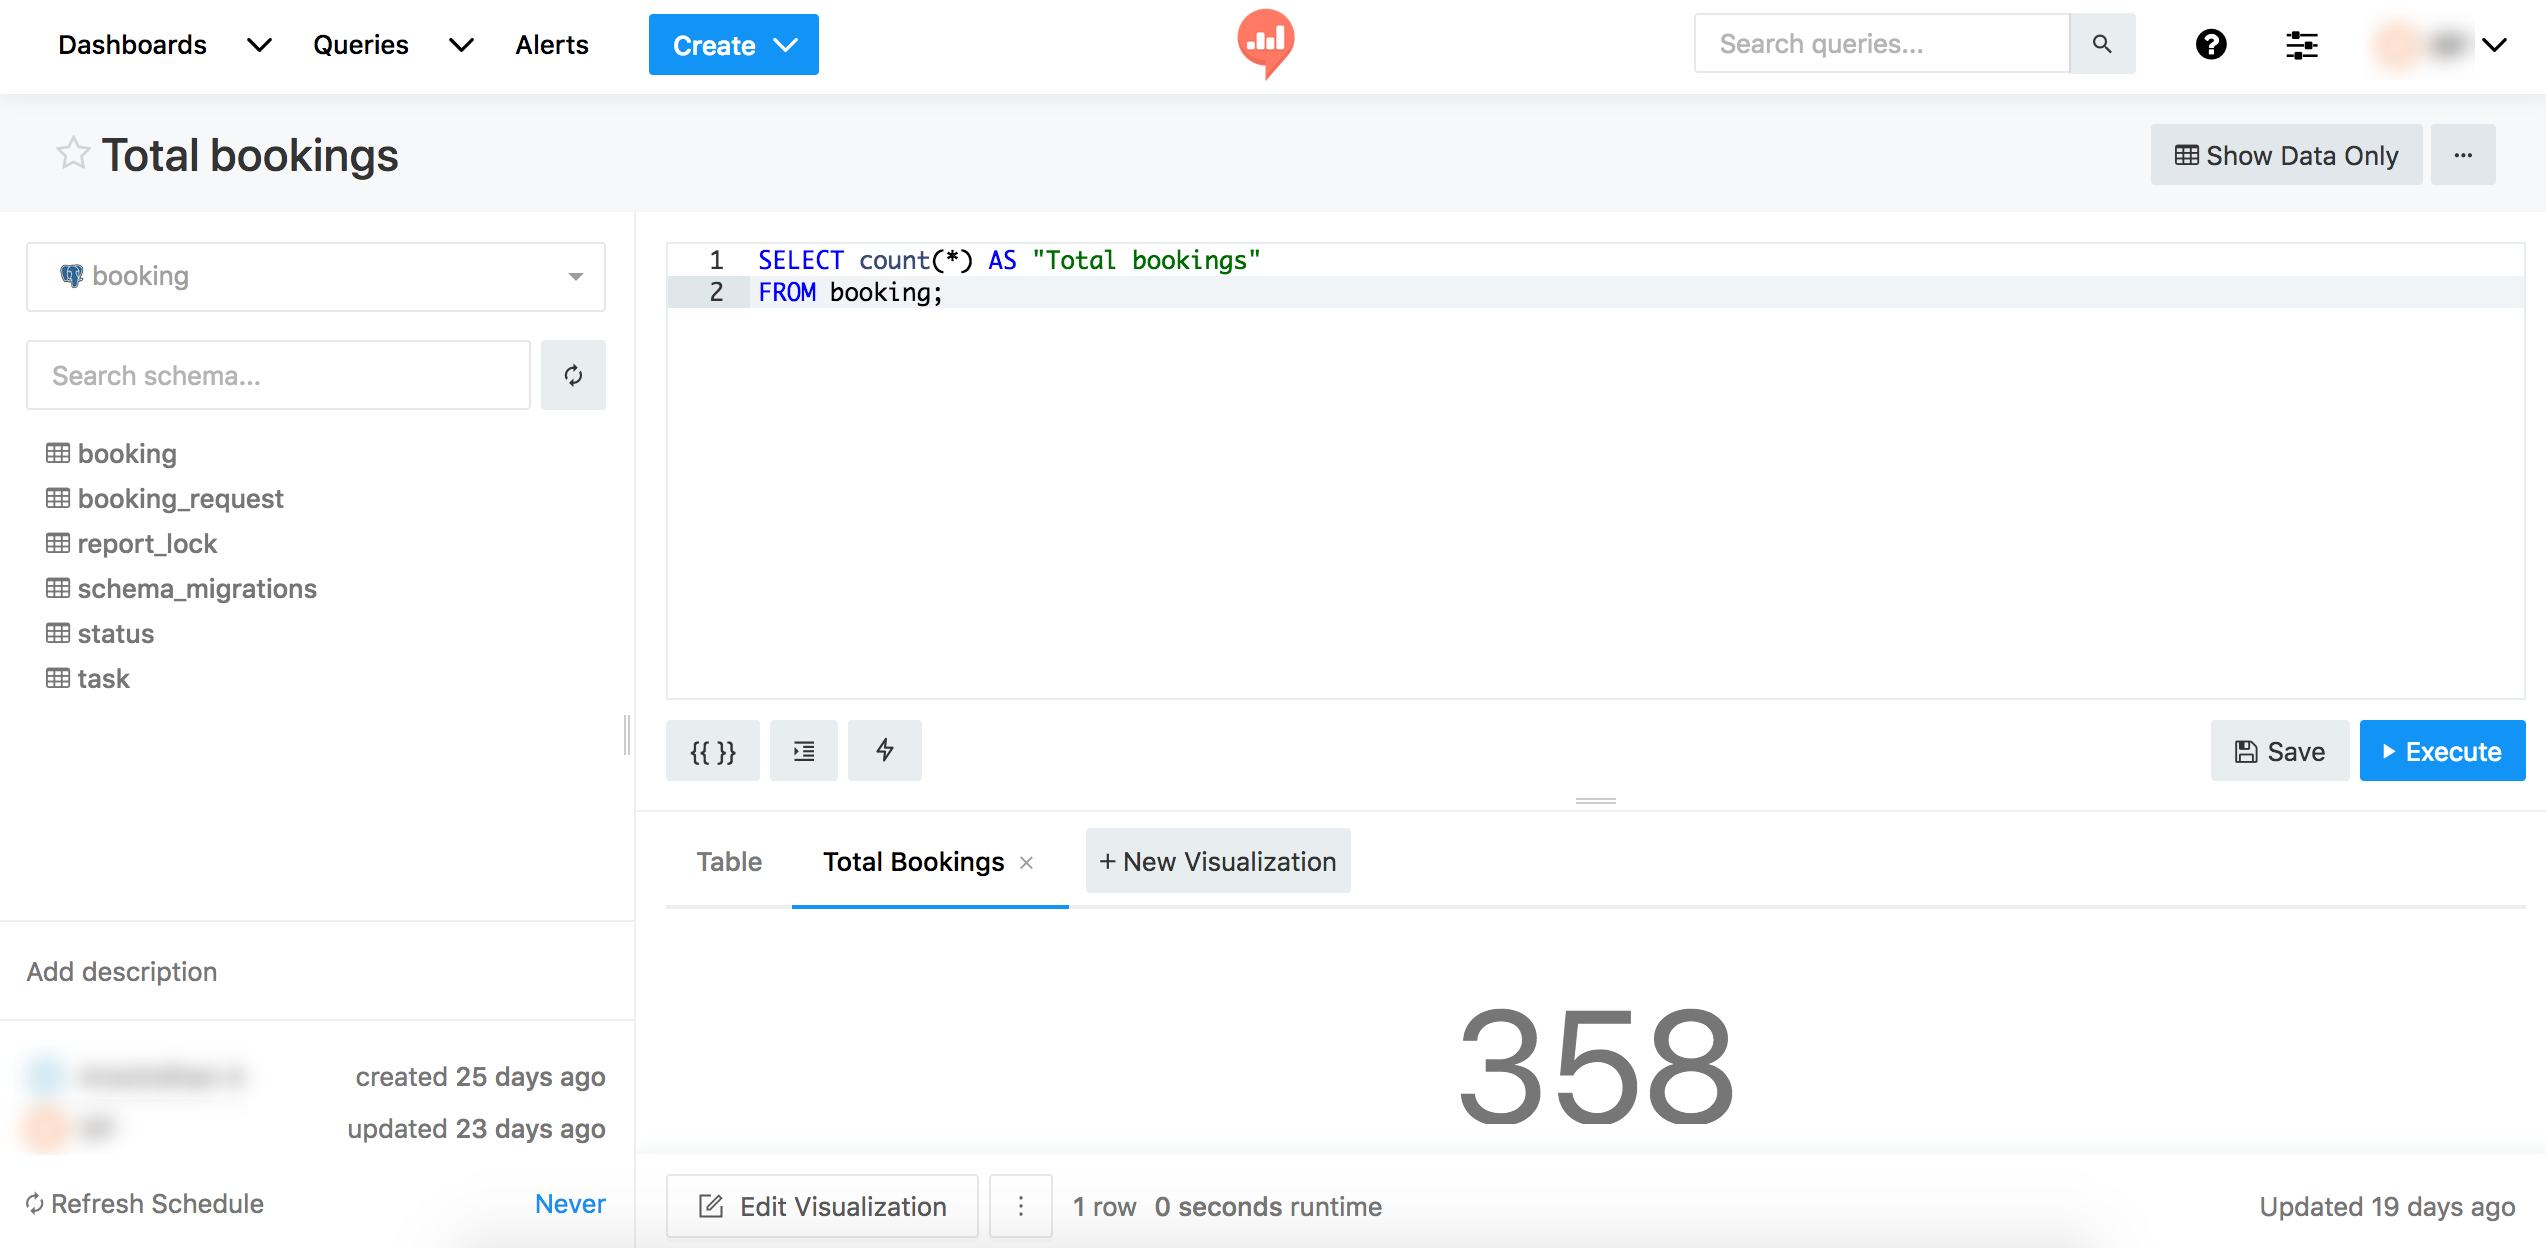 Dashboards Queries Alerts Create Search queries...
Total bookings Show Data Only ...
booking
Search schema...
booking
booking_request
report_lock
schema_migrations
status
task
Add description
created 25 days ago
updated 23 days ago
Refresh Schedule Never
1 SELECT count(*) AS "Total bookings"
2 FROM booking;
{{ }} Save Execute
Table Total Bookings × + New Visualization
358
Edit Visualization 1 row 0 seconds runtime Updated 19 days ago